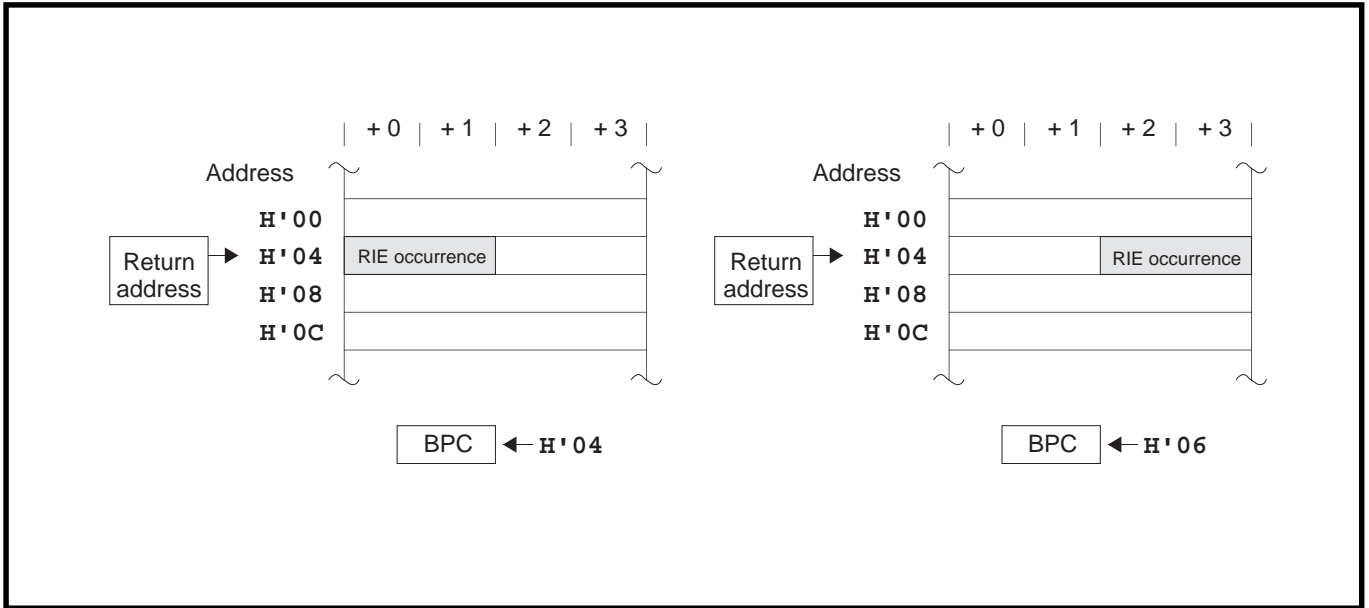 + 0 | + 1 | + 2 | + 3
Address
H'00
Return address
H'04
RIE occurrence
H'08
H'0C
BPC
H'04
+ 0 | + 1 | + 2 | + 3
Address
H'00
Return address
H'04
RIE occurrence
H'08
H'0C
BPC
H'06